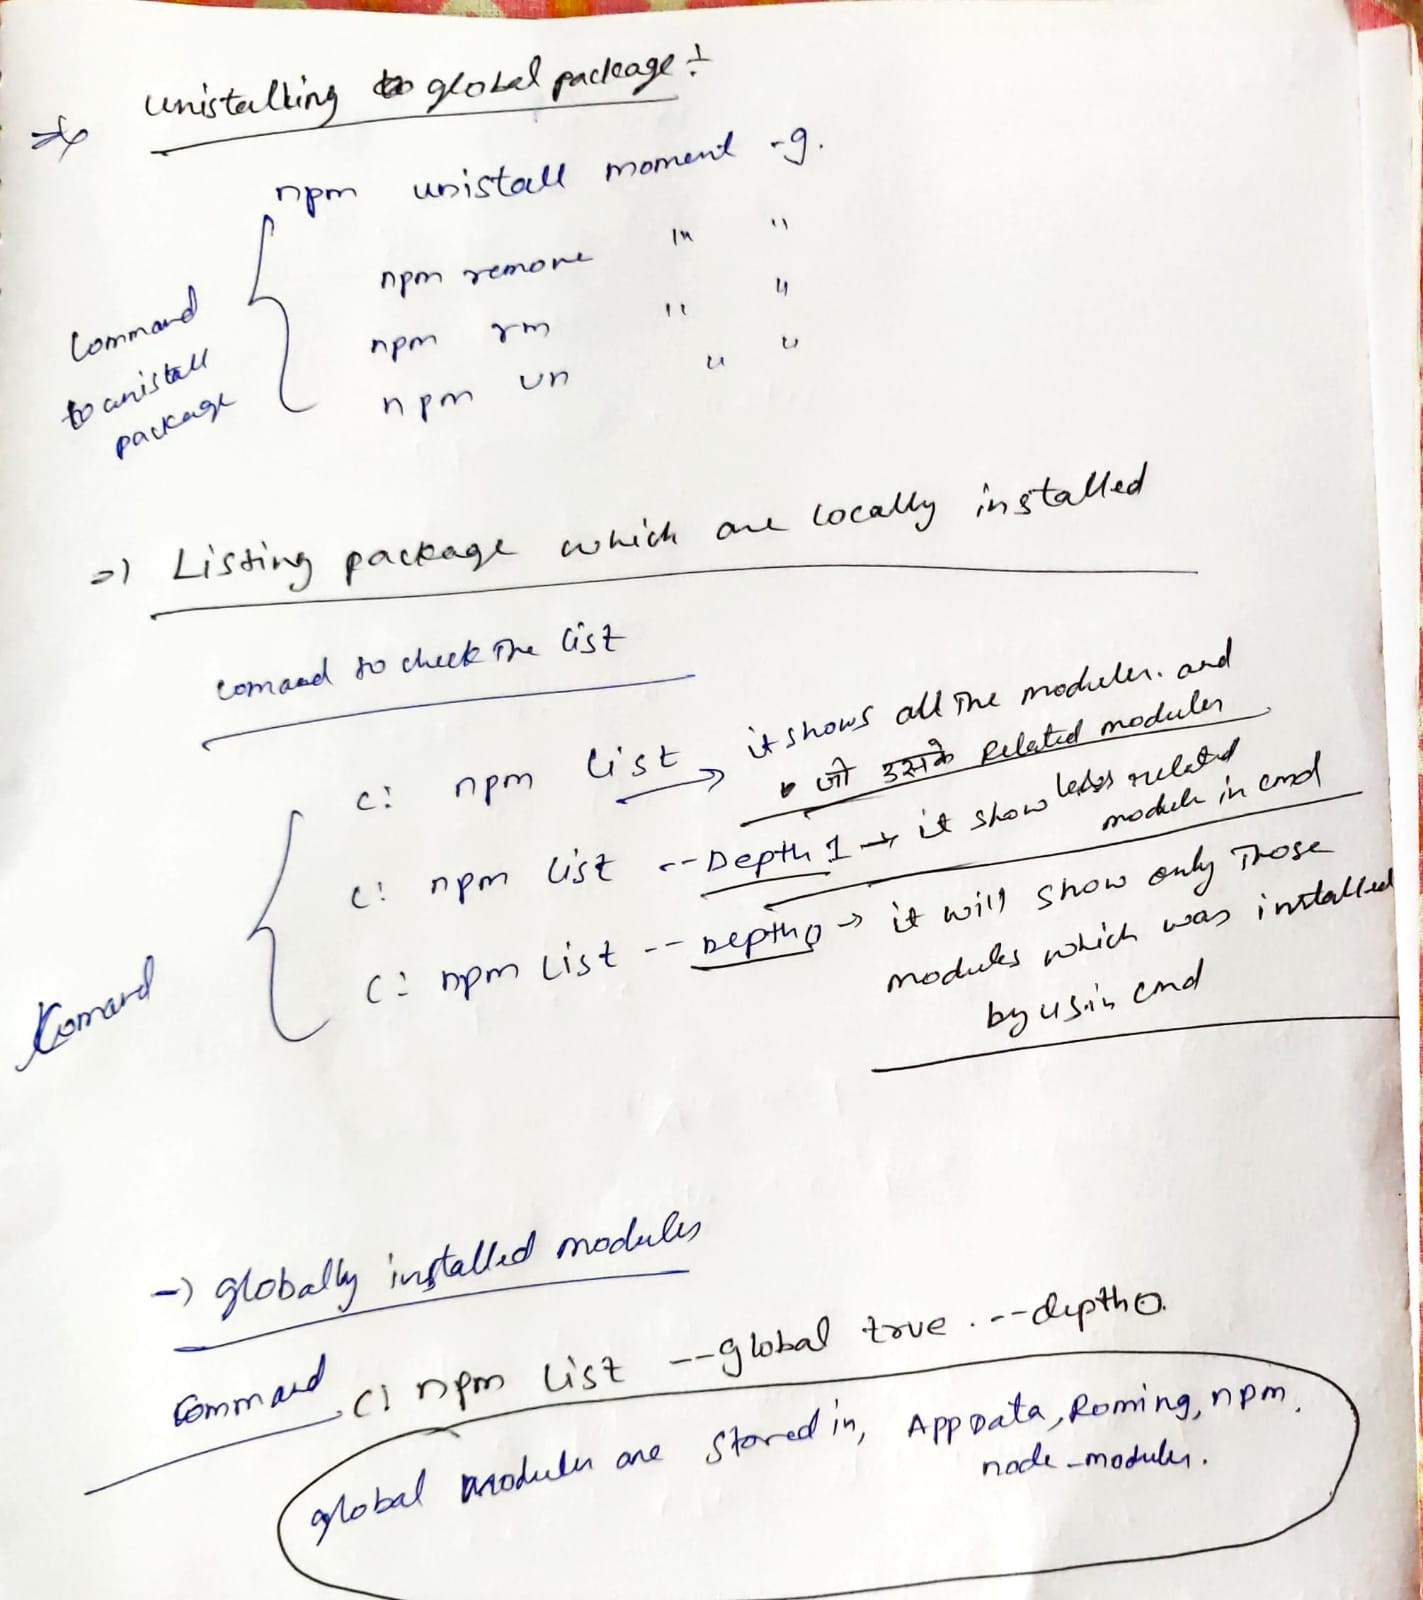 => unistalling global package :-
npm unistall moment -g.
npm remove " "
npm rm " "
npm un " "
Command
to unistall
package
=) Listing package which are locally installed
comand to check The list
c: npm list → it shows all The modules. and
जो उसके Related modules
c: npm list --Depth 1 → it show less related
module in cmd
c: npm List --Depth 0 → it will show only Those
modules which was installed
by us in cmd
Comand
-) globally installed modules
Command c: npm list --global true . --depth 0.
global modules are stored in, AppData, Roming, npm,
node_modules.